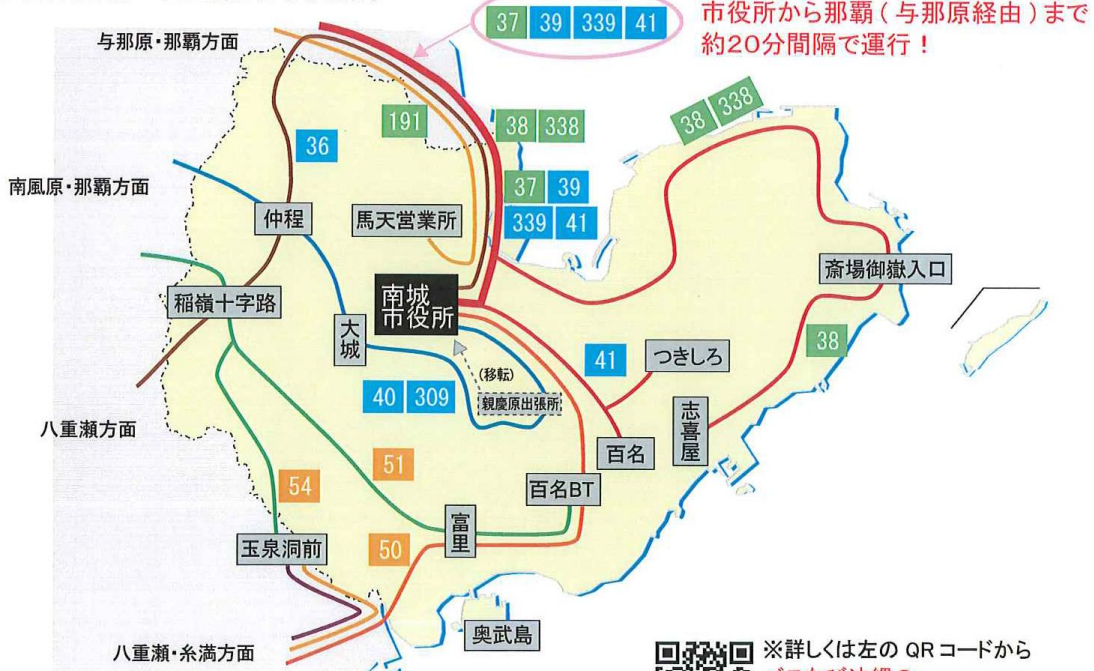 37 39 339 41
市役所から那覇(与那原経由)まで
約20分間隔で運行!
与那原・那覇方面
191
38 338
38 338
36
南風原・那覇方面
37 39
339 41
仲程
馬天営業所
斎場御嶽入口
稲嶺十字路
南城
市役所
大城
41
つきしろ
38
(移転)
40 309
親慶原出張所
志喜屋
八重瀬方面
百名
51
54
百名BT
富里
50
玉泉洞前
奥武島
八重瀬・糸満方面
※詳しくは左の QR コードから